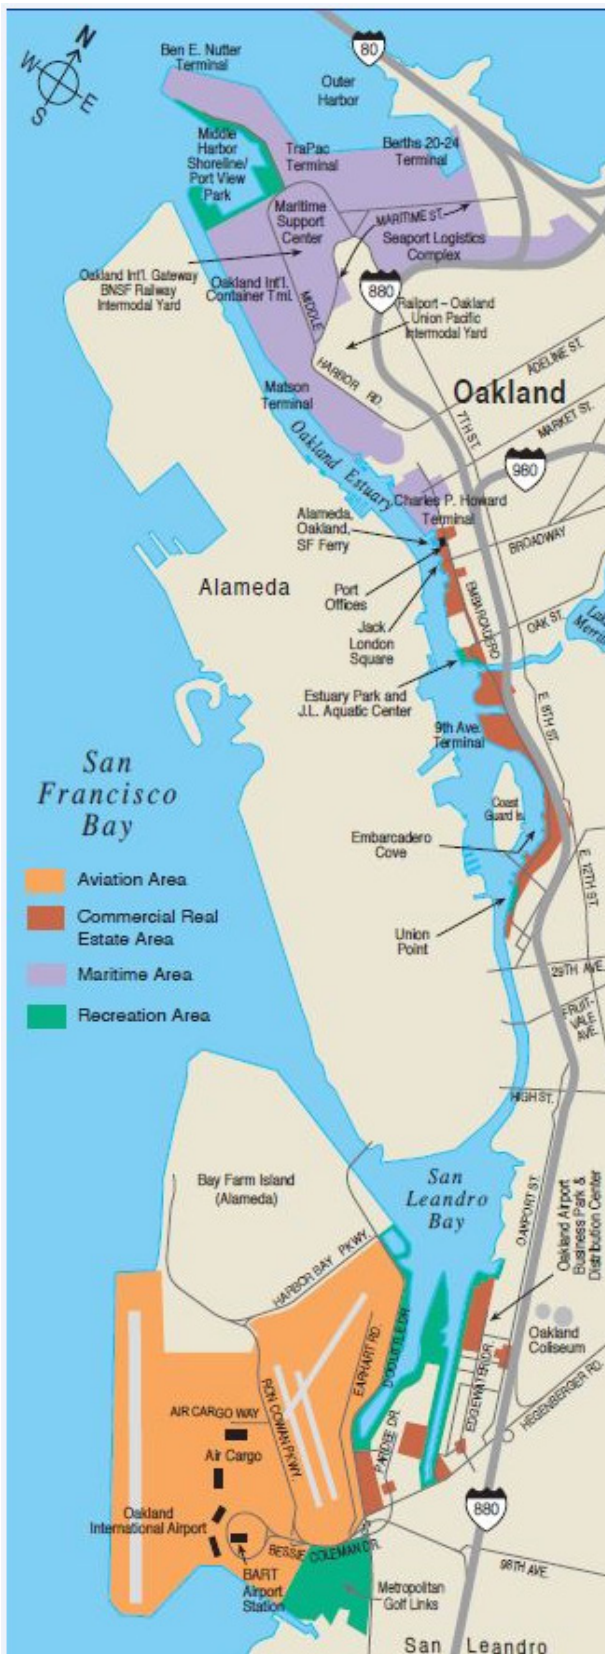 N
W
E
S
Ben E. Nutter
Terminal
80
Outer
Harbor
Middle
Harbor
Shoreline/
Port View
Park
TraPac
Terminal
Berths 20-24
Terminal
Maritime
Support
Center
MARITIME ST.
Seaport Logistics
Complex
Oakland Int'l. Gateway
BNSF Railway
Intermodal Yard
Oakland Int'l.
Container Tml.
MIDDLE
HARBOR RD.
880
Railport – Oakland
Union Pacific
Intermodal Yard
ADELINE ST.
Oakland
MARKET ST.
Matson
Terminal
7TH ST.
980
Oakland Estuary
Charles P. Howard
Terminal
Alameda,
Oakland,
SF Ferry
BROADWAY
Alameda
Port
Offices
EMBARCADERO
Jack
London
Square
OAK ST.
Lake
Merritt
Estuary Park and
J.L. Aquatic Center
E. 8TH ST.
9th Ave.
Terminal
San
Francisco
Bay
Coast
Guard Is.
Embarcadero
Cove
E. 12TH ST.
Aviation Area
Commercial Real
Estate Area
Maritime Area
Recreation Area
Union
Point
29TH AVE.
FRUIT-
VALE
AVE.
HIGH ST.
Bay Farm Island
(Alameda)
San
Leandro
Bay
OAKPORT ST.
Oakland Airport
Business Park &
Distribution Center
HARBOR BAY PKWY.
DOOLITTLE DR.
EARHART RD.
Oakland
Coliseum
EDGEWATER DR.
HEGENBERGER RD.
RON COWAN PKWY.
AIR CARGO WAY
PARDEE DR.
Air Cargo
Oakland
International Airport
880
BESSIE COLEMAN DR.
98TH AVE.
BART
Airport
Station
Metropolitan
Golf Links
San Leandro